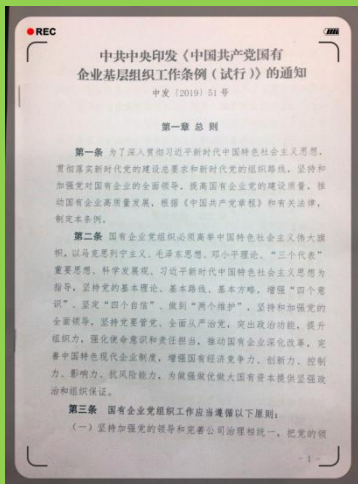 REC
中共中央印发《中国共产党国有
企业基层组织工作条例（试行）》的通知
中发〔2019〕51号
第一章 总 则
第一条 为了深入贯彻习近平新时代中国特色社会主义思想，
贯彻落实新时代党的建设总要求和新时代党的组织路线，坚持和
加强党对国有企业的全面领导，提高国有企业党的建设质量，推
动国有企业高质量发展，根据《中国共产党章程》和有关法律，
制定本条例。
第二条 国有企业党组织必须高举中国特色社会主义伟大旗
帜，以马克思列宁主义、毛泽东思想、邓小平理论、“三个代表”
重要思想、科学发展观、习近平新时代中国特色社会主义思想为
指导，坚持党的基本理论、基本路线、基本方略，增强“四个意
识”、坚定“四个自信”、做到“两个维护”，坚持和加强党的
全面领导，坚持党要管党、全面从严治党，突出政治功能，提升
组织力，强化使命意识和责任担当，推动国有企业深化改革，完
善中国特色现代企业制度，增强国有经济竞争力、创新力、控制
力、影响力、抗风险能力，为做强做优做大国有资本提供坚强政
治和组织保证。
第三条 国有企业党组织工作应当遵循以下原则：
（一）坚持加强党的领导和完善公司治理相统一，把党的领
- 1 -